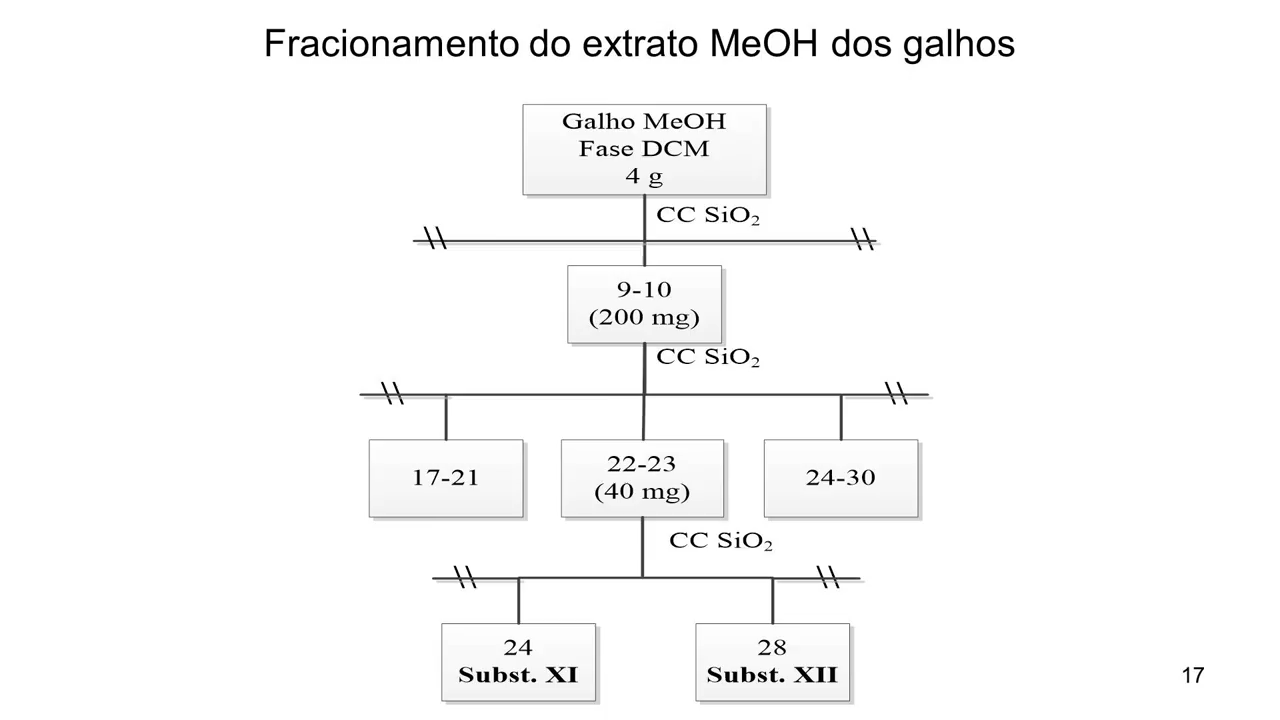 Fracionamento do extrato MeOH dos galhos
Galho MeOH
Fase DCM
4 g
CC SiO₂
9-10
(200 mg)
CC SiO₂
17-21
22-23
(40 mg)
24-30
CC SiO₂
24
Subst. XI
28
Subst. XII
17